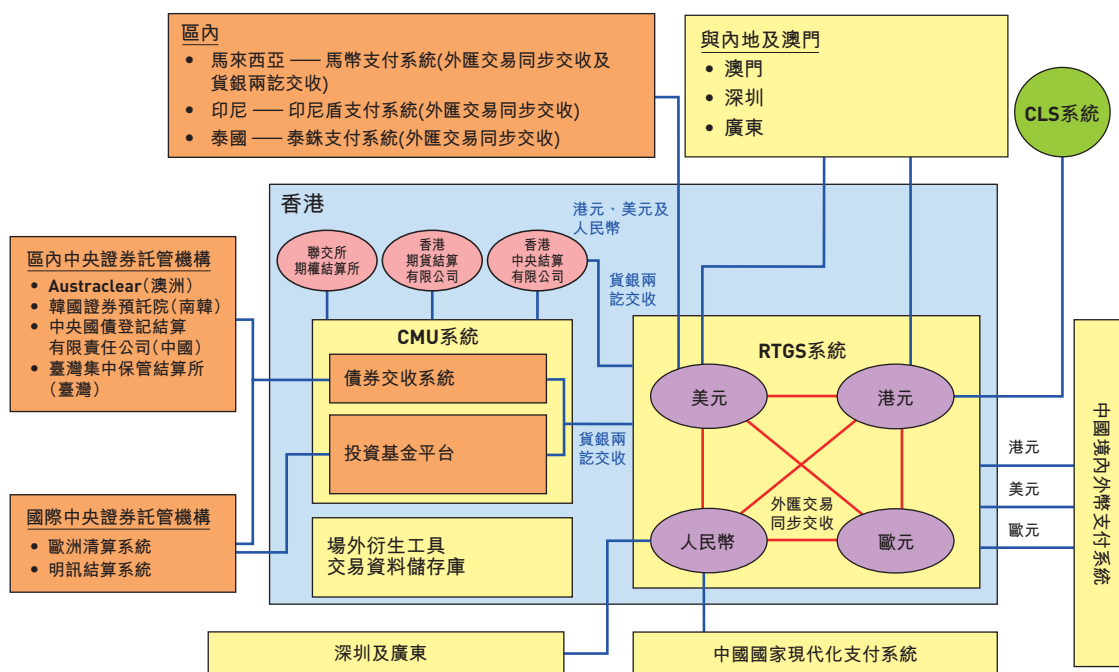 區內
• 馬來西亞 —— 馬幣支付系統(外匯交易同步交收及
貨銀兩訖交收)
• 印尼 —— 印尼盾支付系統(外匯交易同步交收)
• 泰國 —— 泰銖支付系統(外匯交易同步交收)
與內地及澳門
• 澳門
• 深圳
• 廣東
CLS系統
香港
港元、美元及
人民幣
聯交所
期權結算所
香港
期貨結算
有限公司
香港
中央結算
有限公司
貨銀兩
訖交收
區內中央證券託管機構
• Austraclear(澳洲)
• 韓國證券預託院(南韓)
• 中央國債登記結算
有限責任公司(中國)
• 臺灣集中保管結算所
(臺灣)
CMU系統
債券交收系統
投資基金平台
貨銀兩
訖交收
RTGS系統
美元
港元
外匯交易
同步交收
人民幣
歐元
港元
美元
歐元
中國境內外幣支付系統
國際中央證券託管機構
• 歐洲清算系統
• 明訊結算系統
場外衍生工具
交易資料儲存庫
深圳及廣東
中國國家現代化支付系統